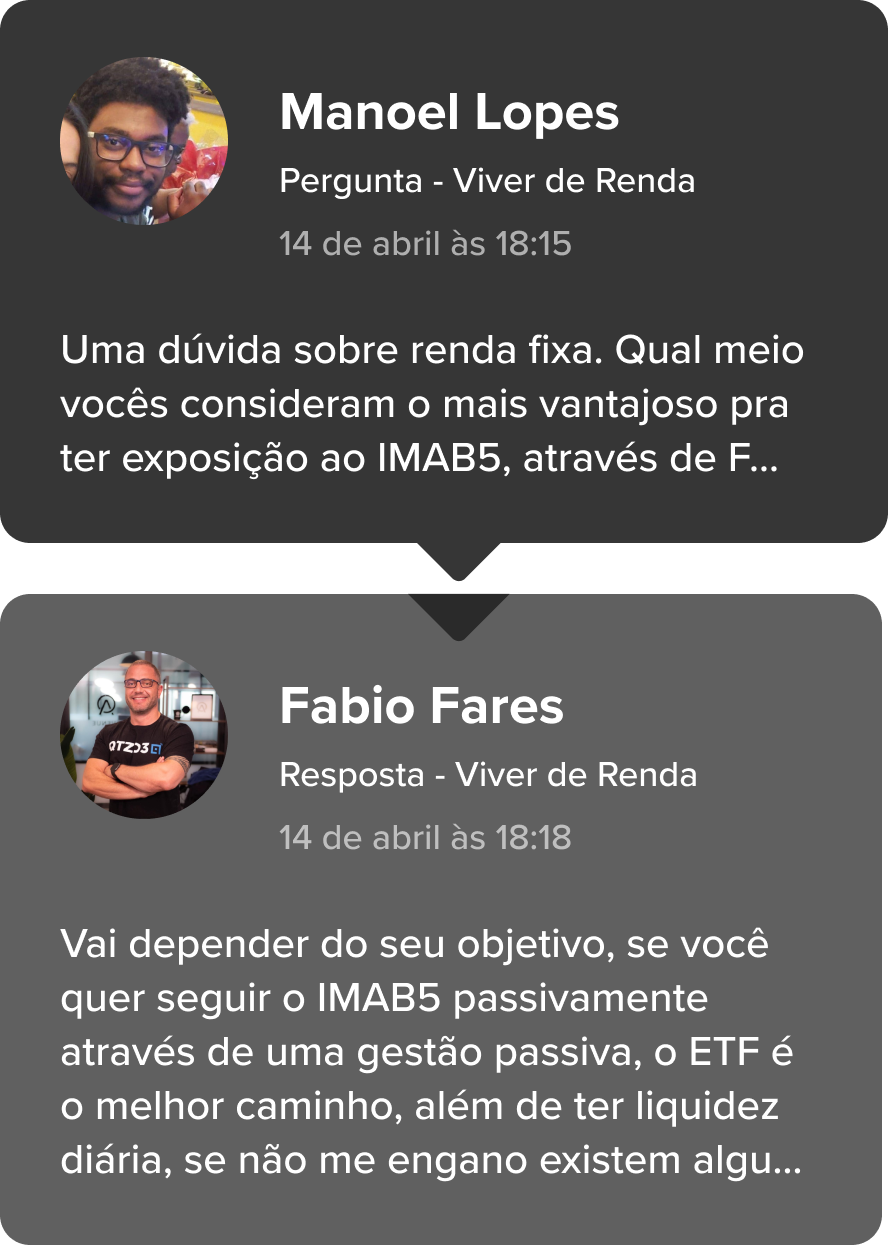 Manoel Lopes
Pergunta - Viver de Renda
14 de abril às 18:15
Uma dúvida sobre renda fixa. Qual meio
vocês consideram o mais vantajoso pra
ter exposição ao IMAB5, através de F...
Fabio Fares
Resposta - Viver de Renda
14 de abril às 18:18
Vai depender do seu objetivo, se você
quer seguir o IMAB5 passivamente
através de uma gestão passiva, o ETF é
o melhor caminho, além de ter liquidez
diária, se não me engano existem algu...